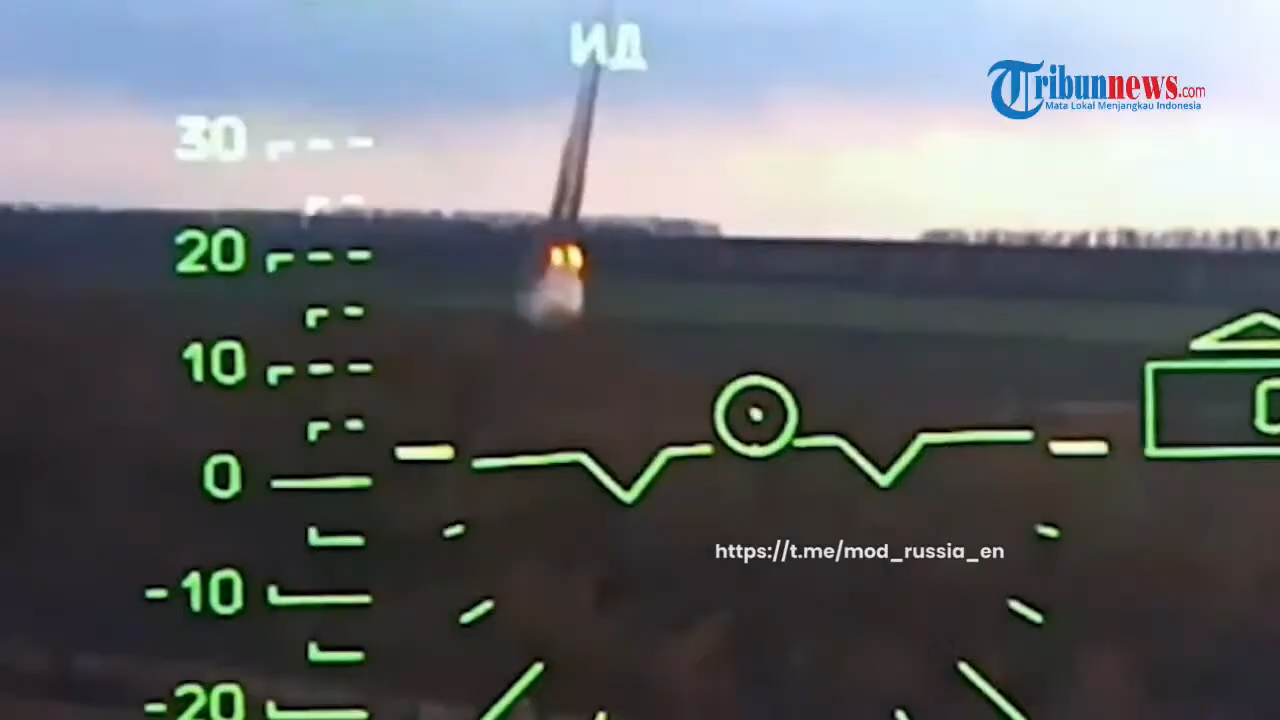 ИД
Tribunnews.com
Mata Lokal Menjangkau Indonesia
30
20
10
0
-10
-20
https://t.me/mod_russia_en